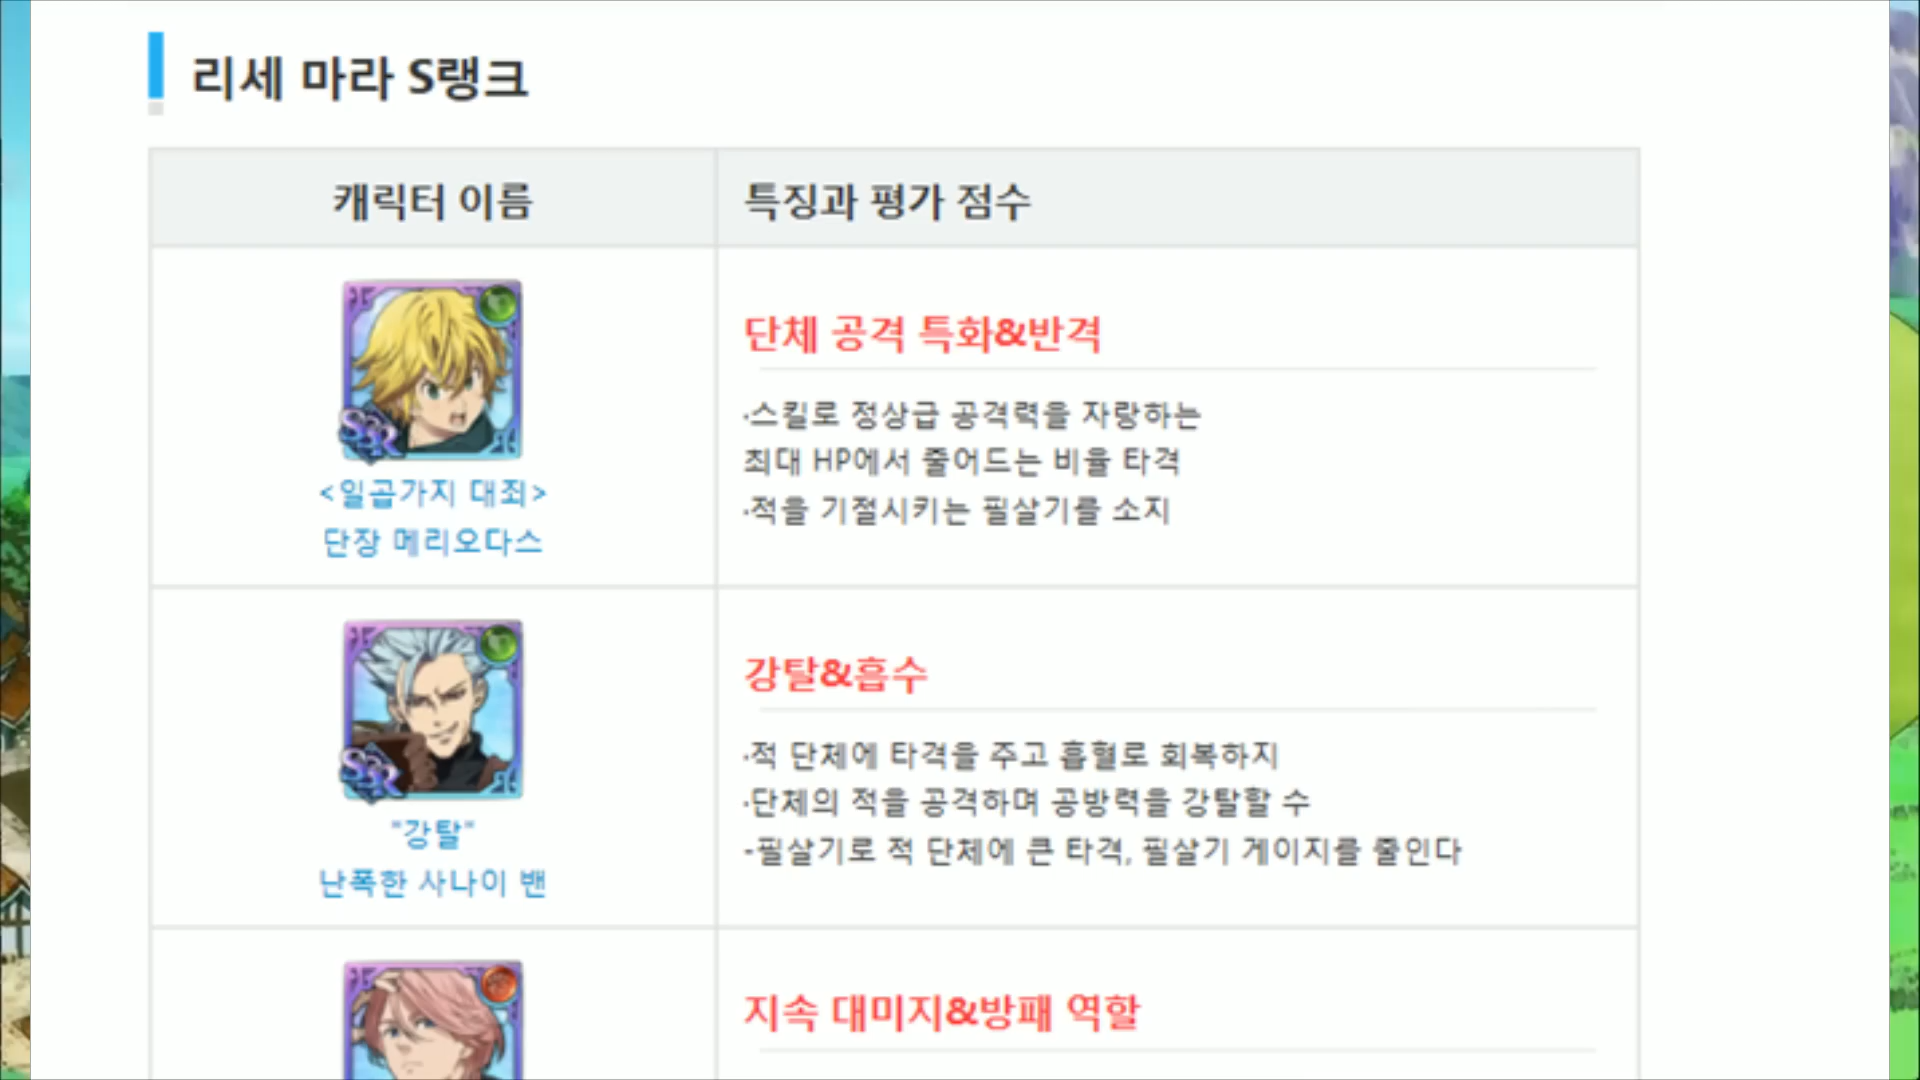 리세 마라 S랭크
캐릭터 이름
특징과 평가 점수
SSR
<일곱가지 대죄>
단장 메리오다스
단체 공격 특화&반격
·스킬로 정상급 공격력을 자랑하는
최대 HP에서 줄어드는 비율 타격
·적을 기절시키는 필살기를 소지
SSR
"강탈"
난폭한 사나이 밴
강탈&흡수
·적 단체에 타격을 주고 흡혈로 회복하지
·단체의 적을 공격하며 공방력을 강탈할 수
-필살기로 적 단체에 큰 타격, 필살기 게이지를 줄인다
지속 대미지&방패 역할